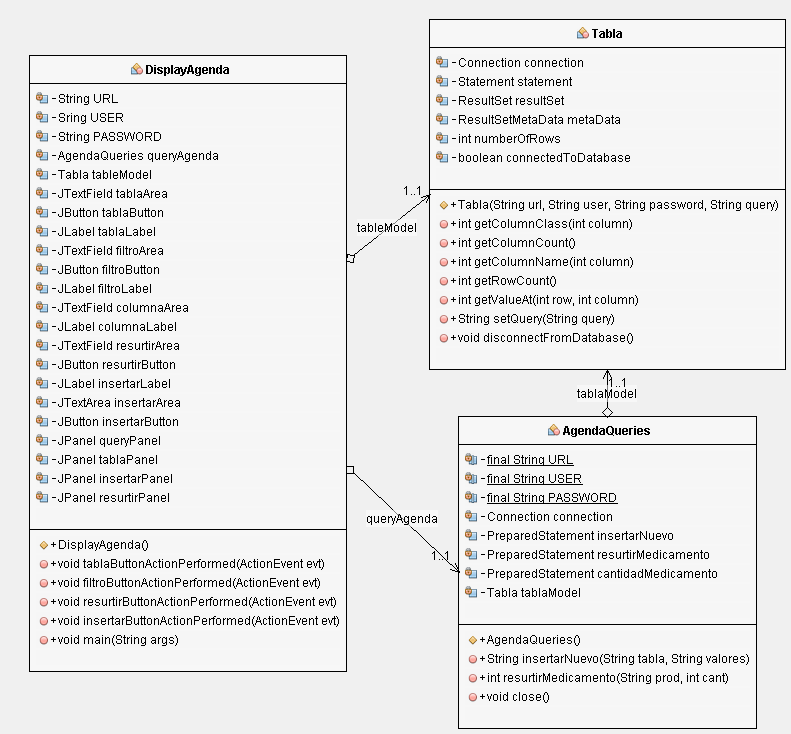 DisplayAgenda
-String URL
-Sring USER
-String PASSWORD
-AgendaQueries queryAgenda
-Tabla tableModel
-JTextField tablaArea
-JButton tablaButton
-JLabel tablaLabel
-JTextField filtroArea
-JButton filtroButton
-JLabel filtroLabel
-JTextField columnaArea
-JLabel columnaLabel
-JTextField resurtirArea
-JButton resurtirButton
-JLabel insertarLabel
-JTextArea insertarArea
-JButton insertarButton
-JPanel queryPanel
-JPanel tablaPanel
-JPanel insertarPanel
-JPanel resurtirPanel
+DisplayAgenda()
+void tablaButtonActionPerformed(ActionEvent evt)
+void filtroButtonActionPerformed(ActionEvent evt)
+void resurtirButtonActionPerformed(ActionEvent evt)
+void insertarButtonActionPerformed(ActionEvent evt)
+void main(String args)
1..1
tableModel
queryAgenda
1..1
Tabla
-Connection connection
-Statement statement
-ResultSet resultSet
-ResultSetMetaData metaData
-int numberOfRows
-boolean connectedToDatabase
+Tabla(String url, String user, String password, String query)
+int getColumnClass(int column)
+int getColumnCount()
+int getColumnName(int column)
+int getRowCount()
+int getValueAt(int row, int column)
+String setQuery(String query)
+void disconnectFromDatabase()
1..1
tablaModel
AgendaQueries
-final String URL
-final String USER
-final String PASSWORD
-Connection connection
-PreparedStatement insertarNuevo
-PreparedStatement resurtirMedicamento
-PreparedStatement cantidadMedicamento
-Tabla tablaModel
+AgendaQueries()
+String insertarNuevo(String tabla, String valores)
+int resurtirMedicamento(String prod, int cant)
+void close()